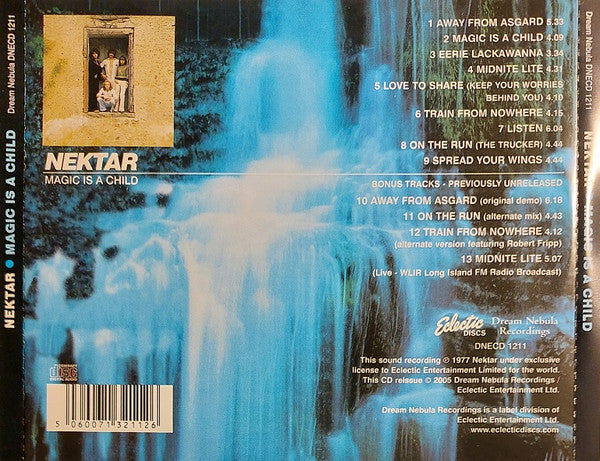 Dream Nebula DNECD 1211
NEKTAR • MAGIC IS A CHILD
NEKTAR
MAGIC IS A CHILD
1 AWAY FROM ASGARD 5.33
2 MAGIC IS A CHILD 4.09
3 EERIE LACKAWANNA 3.34
4 MIDNITE LITE 4.31
5 LOVE TO SHARE (KEEP YOUR WORRIES
BEHIND YOU) 4.10
6 TRAIN FROM NOWHERE 4.15
7 LISTEN 6.04
8 ON THE RUN (THE TRUCKER) 4.44
9 SPREAD YOUR WINGS 4.44
BONUS TRACKS - PREVIOUSLY UNRELEASED
10 AWAY FROM ASGARD (original demo) 6.18
11 ON THE RUN (alternate mix) 4.43
12 TRAIN FROM NOWHERE 4.12
(alternate version featuring Robert Fripp)
13 MIDNITE LITE 5.07
(Live - WLIR Long Island FM Radio Broadcast)
Eclectic
DISCS
Dream Nebula
Recordings
DNECD 1211
This sound recording ℗ 1977 Nektar under exclusive
license to Eclectic Entertainment Limited for the world.
This CD reissue © 2005 Dream Nebula Recordings /
Eclectic Entertainment Ltd.
Dream Nebula Recordings is a label division of
Eclectic Entertainment Ltd.
www.eclecticdiscs.com
COMPACT
disc
DIGITAL AUDIO
5 060071 321126
Dream Nebula DNECD 1211
NEKTAR • MAGIC IS A CHILD